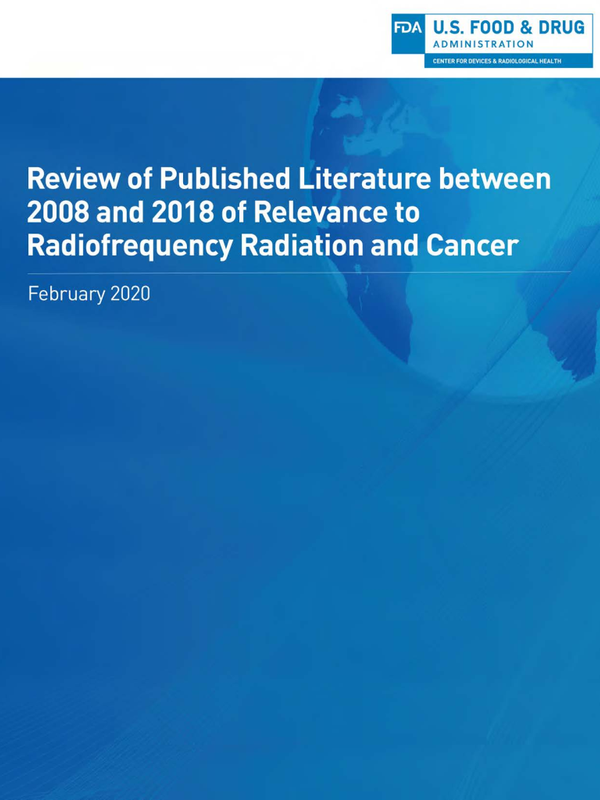 FDA
U.S. FOOD & DRUG
ADMINISTRATION
CENTER FOR DEVICES & RADIOLOGICAL HEALTH
Review of Published Literature between
2008 and 2018 of Relevance to
Radiofrequency Radiation and Cancer
February 2020